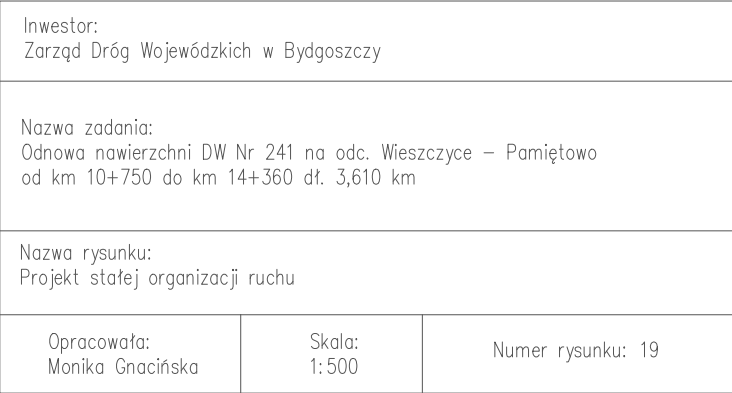 Inwestor:
Zarząd Dróg Wojewódzkich w Bydgoszczy
Nazwa zadania:
Odnowa nawierzchni DW Nr 241 na odc. Wieszczyce – Pamiętowo
od km 10+750 do km 14+360 dł. 3,610 km
Nazwa rysunku:
Projekt stałej organizacji ruchu
Opracowała:
Monika Gnacińska
Skala:
1:500
Numer rysunku: 19